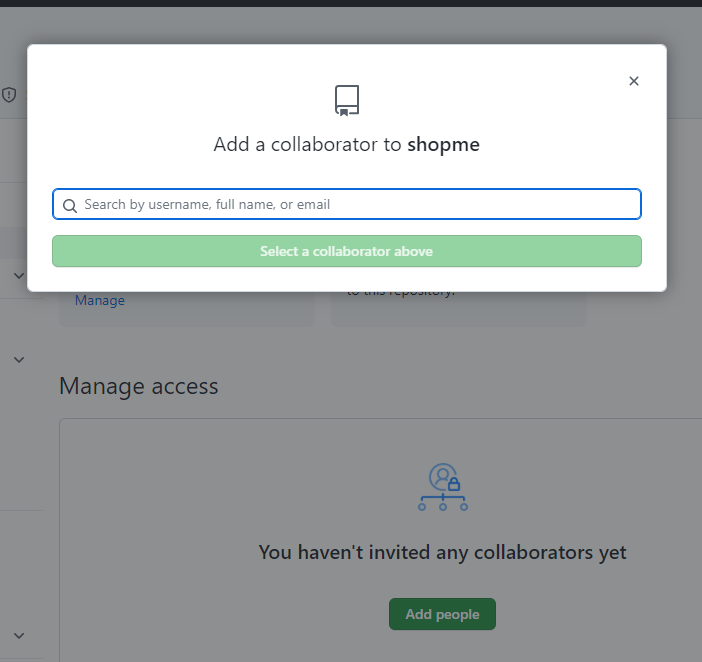 Add a collaborator to shopme
Search by username, full name, or email
Select a collaborator above
Manage
to this repository.
Manage access
You haven't invited any collaborators yet
Add people